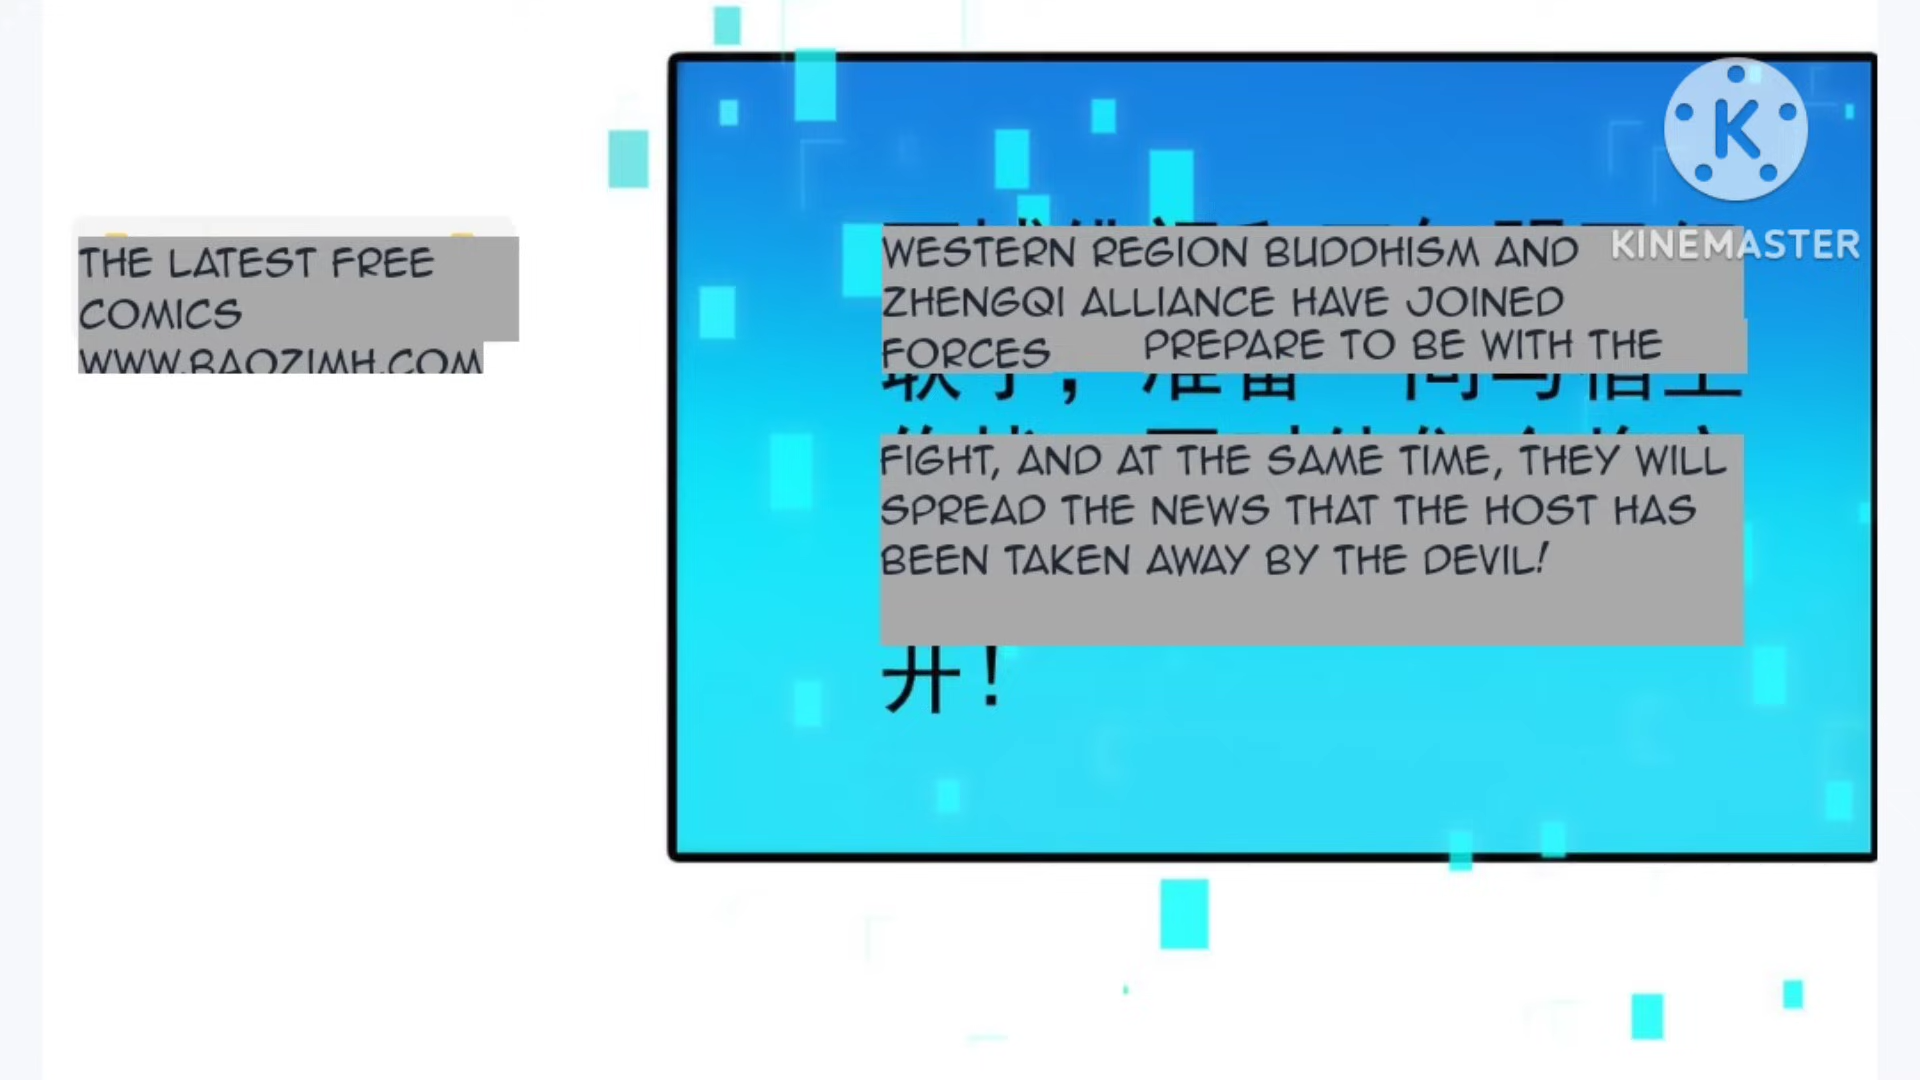 THE LATEST FREE
COMICS
WWW.BAOZIMH.COM
KINEMASTER
WESTERN REGION BUDDHISM AND
ZHENGQI ALLIANCE HAVE JOINED
FORCES PREPARE TO BE WITH THE
FIGHT, AND AT THE SAME TIME, THEY WILL
SPREAD THE NEWS THAT THE HOST HAS
BEEN TAKEN AWAY BY THE DEVIL!
开!